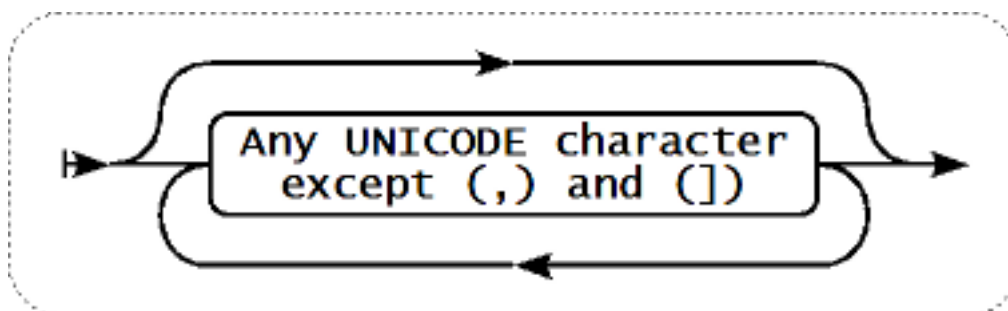 Any UNICODE character
except (,) and (])